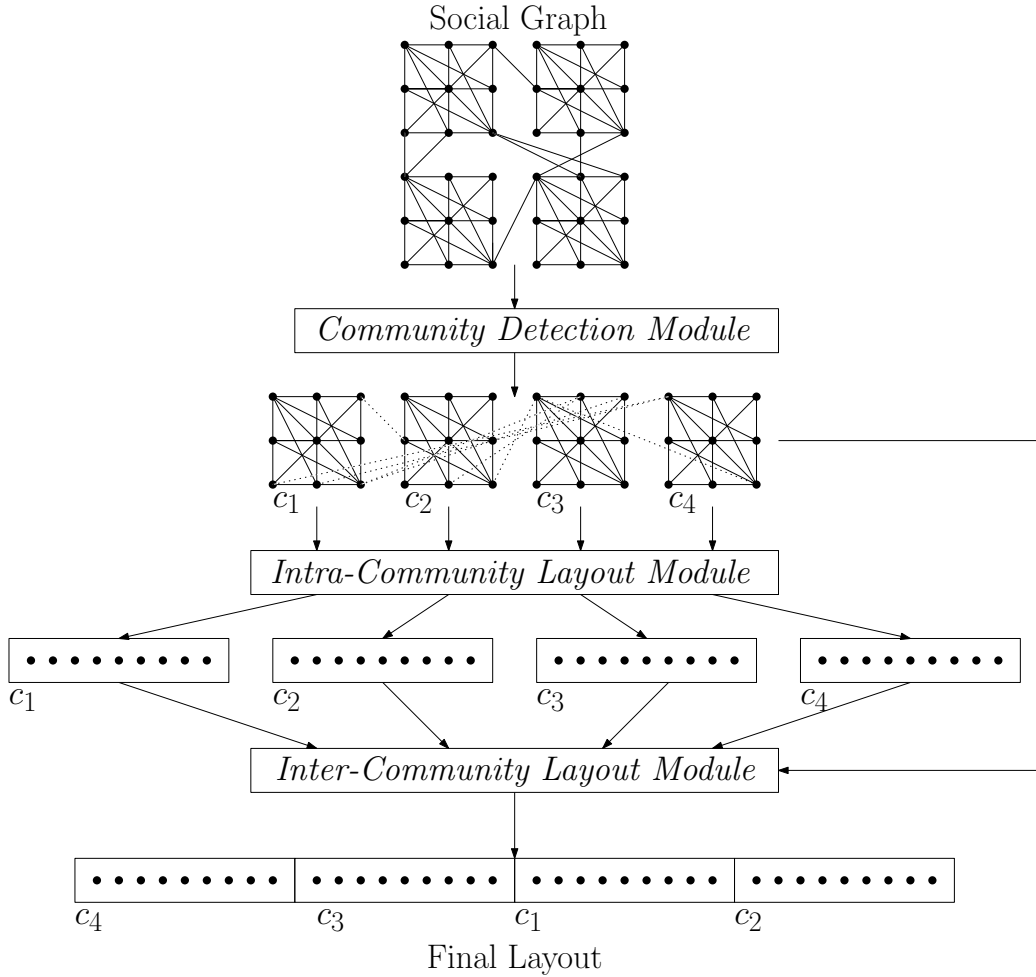 Social Graph
Community Detection Module
c1 c2 c3 c4
Intra-Community Layout Module
c1 c2 c3 c4
Inter-Community Layout Module
c4 c3 c1 c2
Final Layout